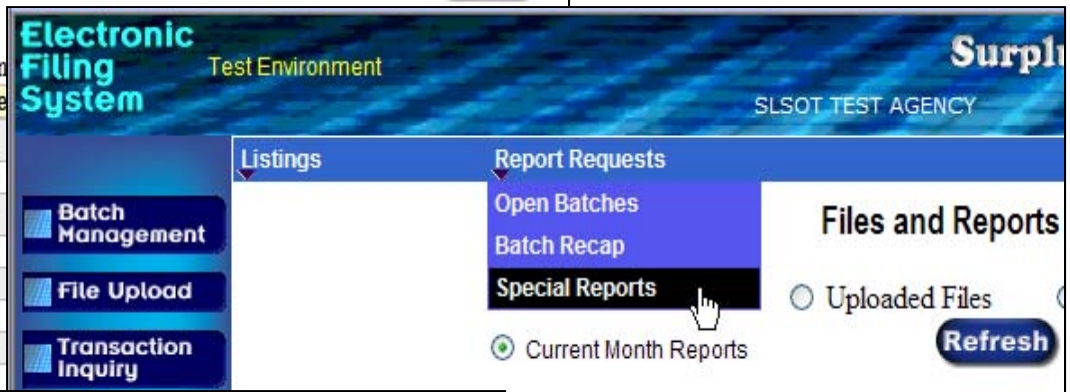 Electronic
Filing
System
Test Environment
SLSOT TEST AGENCY
Listings
Report Requests
Batch
Management
File Upload
Transaction
Inquiry
Open Batches
Batch Recap
Special Reports
Current Month Reports
Files and Reports
Uploaded Files
Refresh